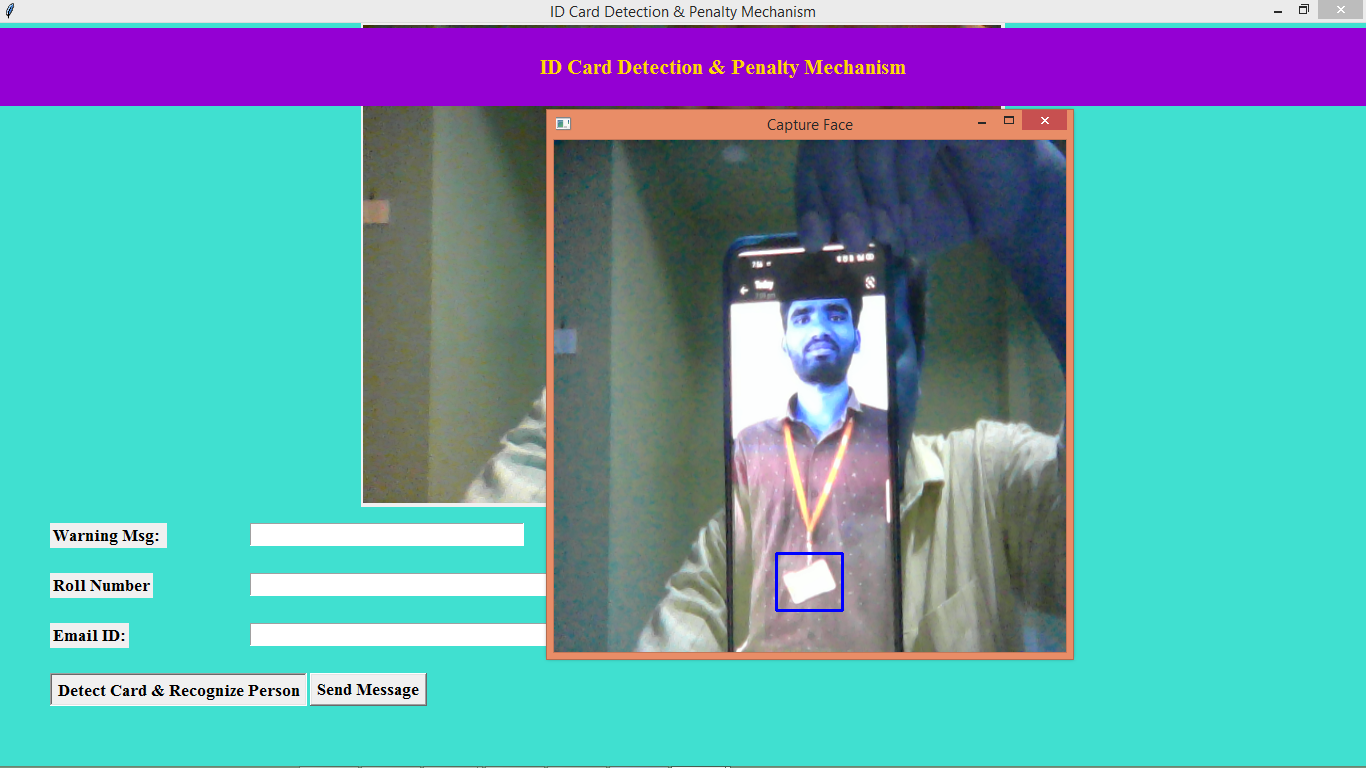 ID Card Detection & Penalty Mechanism
ID Card Detection & Penalty Mechanism
Capture Face
Today
Warning Msg:
Roll Number
Email ID:
Detect Card & Recognize Person
Send Message